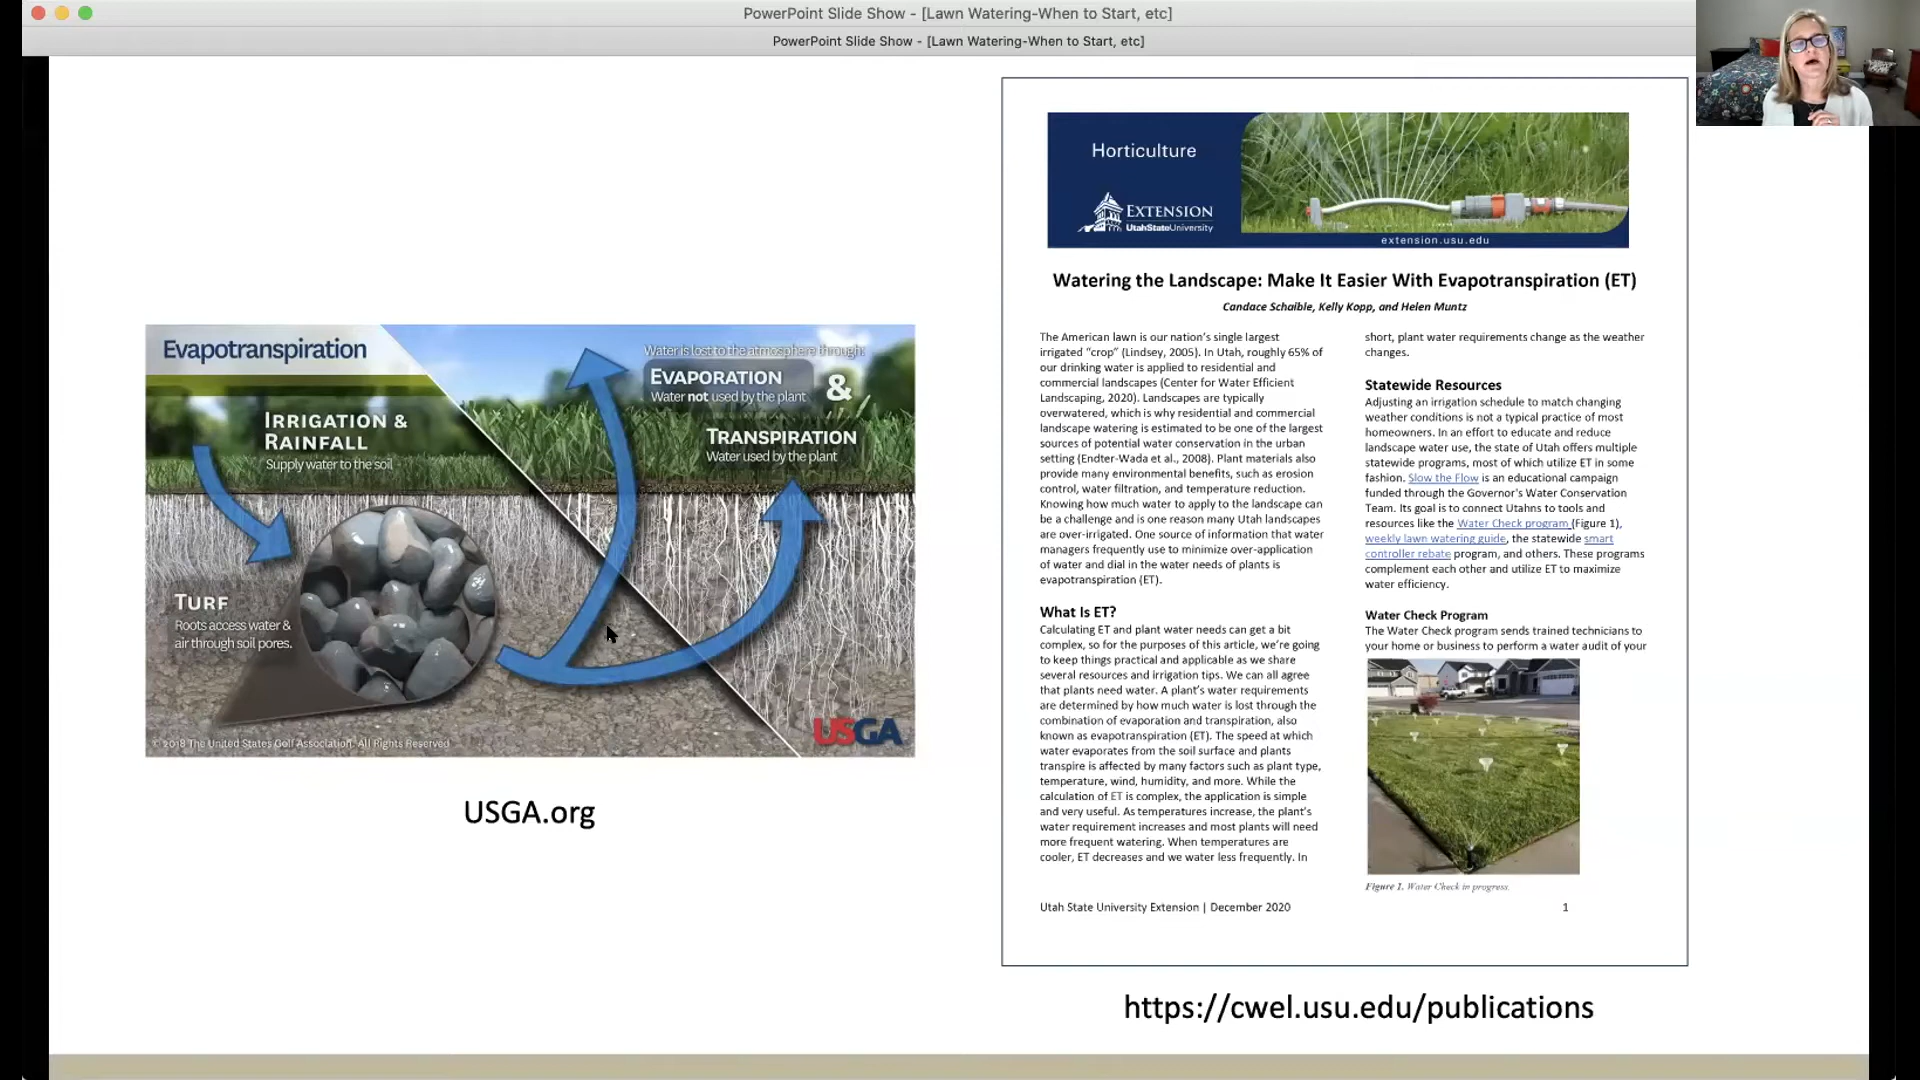 PowerPoint Slide Show - [Lawn Watering-When to Start, etc]
PowerPoint Slide Show - [Lawn Watering-When to Start, etc]
Evapotranspiration
IRRIGATION &
RAINFALL
Supply water to the soil
Water is lost to the atmosphere through:
EVAPORATION
&
Water not used by the plant
TRANSPIRATION
Water used by the plant
TURF
Roots access water &
air through soil pores.
USGA
© 2018 The United States Golf Association. All Rights Reserved
USGA.org
Horticulture
EXTENSION
UtahStateUniversity
extension.usu.edu
Watering the Landscape: Make It Easier With Evapotranspiration (ET)
Candace Schaible, Kelly Kopp, and Helen Muntz
The American lawn is our nation's single largest
irrigated "crop" (Lindsey, 2005). In Utah, roughly 65% of
our drinking water is applied to residential and
commercial landscapes (Center for Water Efficient
Landscaping, 2020). Landscapes are typically
overwatered, which is why residential and commercial
landscape watering is estimated to be one of the largest
sources of potential water conservation in the urban
setting (Endter-Wada et al., 2008). Plant materials also
provide many environmental benefits, such as erosion
control, water filtration, and temperature reduction.
Knowing how much water to apply to the landscape can
be a challenge and is one reason many Utah landscapes
are over-irrigated. One source of information that water
managers frequently use to minimize over-application
of water and dial in the water needs of plants is
evapotranspiration (ET).
What Is ET?
Calculating ET and plant water needs can get a bit
complex, so for the purposes of this article, we're going
to keep things practical and applicable as we share
several resources and irrigation tips. We can all agree
that plants need water. A plant's water requirements
are determined by how much water is lost through the
combination of evaporation and transpiration, also
known as evapotranspiration (ET). The speed at which
water evaporates from the soil surface and plants
transpire is affected by many factors such as plant type,
temperature, wind, humidity, and more. While the
calculation of ET is complex, the application is simple
and very useful. As temperatures increase, the plant's
water requirement increases and most plants will need
more frequent watering. When temperatures are
cooler, ET decreases and we water less frequently. In
short, plant water requirements change as the weather
changes.
Statewide Resources
Adjusting an irrigation schedule to match changing
weather conditions is not a typical practice of most
homeowners. In an effort to educate and reduce
landscape water use, the state of Utah offers multiple
statewide programs, most of which utilize ET in some
fashion. Slow the Flow is an educational campaign
funded through the Governor's Water Conservation
Team. Its goal is to connect Utahns to tools and
resources like the Water Check program (Figure 1),
weekly lawn watering guide, the statewide smart
controller rebate program, and others. These programs
complement each other and utilize ET to maximize
water efficiency.
Water Check Program
The Water Check program sends trained technicians to
your home or business to perform a water audit of your
Figure 1. Water Check in progress.
Utah State University Extension | December 2020
1
https://cwel.usu.edu/publications